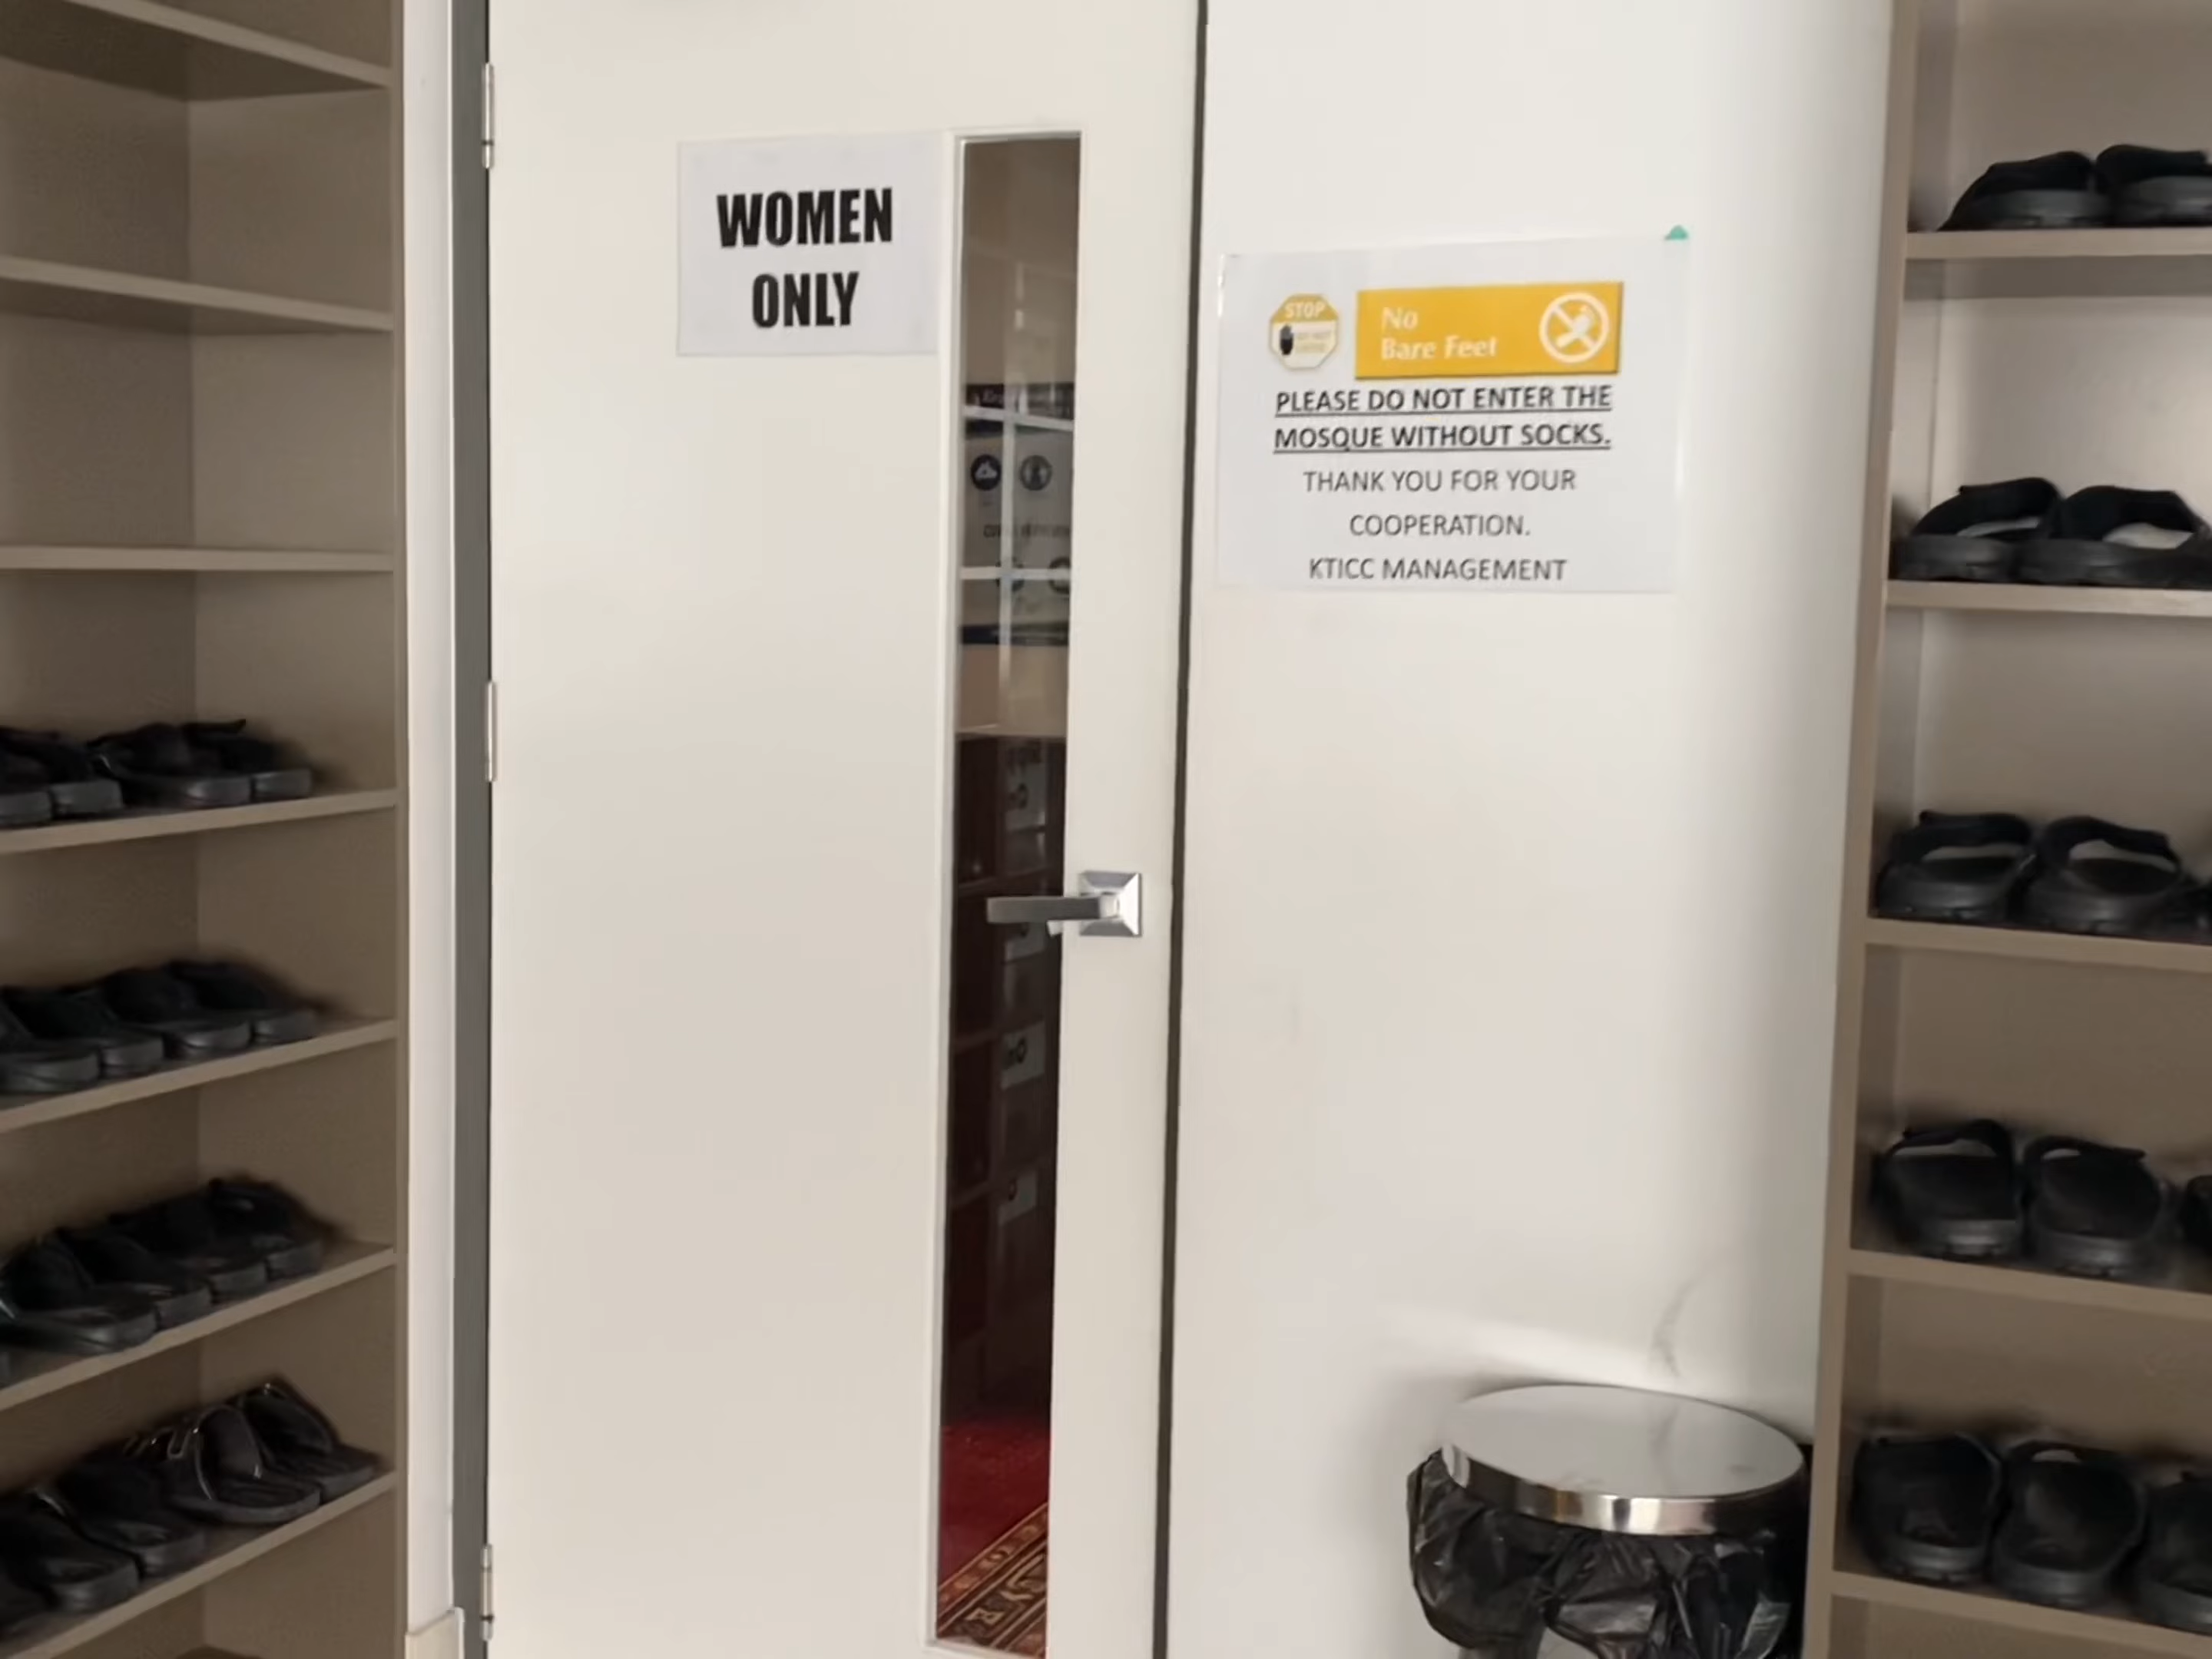 WOMEN
ONLY
STOP
No
Bare Feet
PLEASE DO NOT ENTER THE
MOSQUE WITHOUT SOCKS.
THANK YOU FOR YOUR
COOPERATION.
KTICC MANAGEMENT